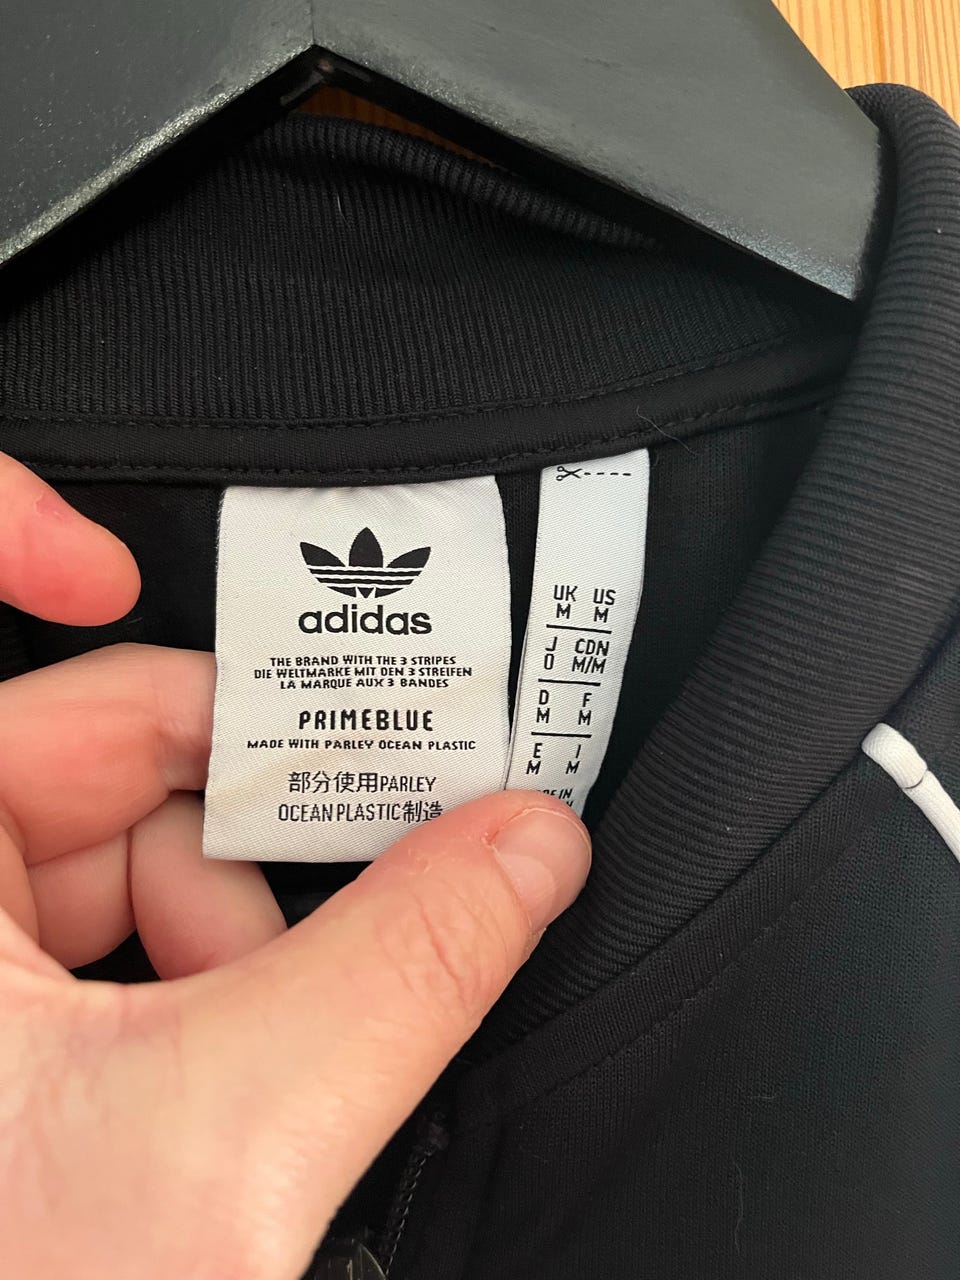 adidas
THE BRAND WITH THE 3 STRIPES
DIE WELTMARKE MIT DEN 3 STREIFEN
LA MARQUE AUX 3 BANDES
PRIMEBLUE
MADE WITH PARLEY OCEAN PLASTIC
部分使用PARLEY
OCEAN PLASTIC制造
UK US
M M
J CDN
O M/M
D F
M M
E I
M M
IN